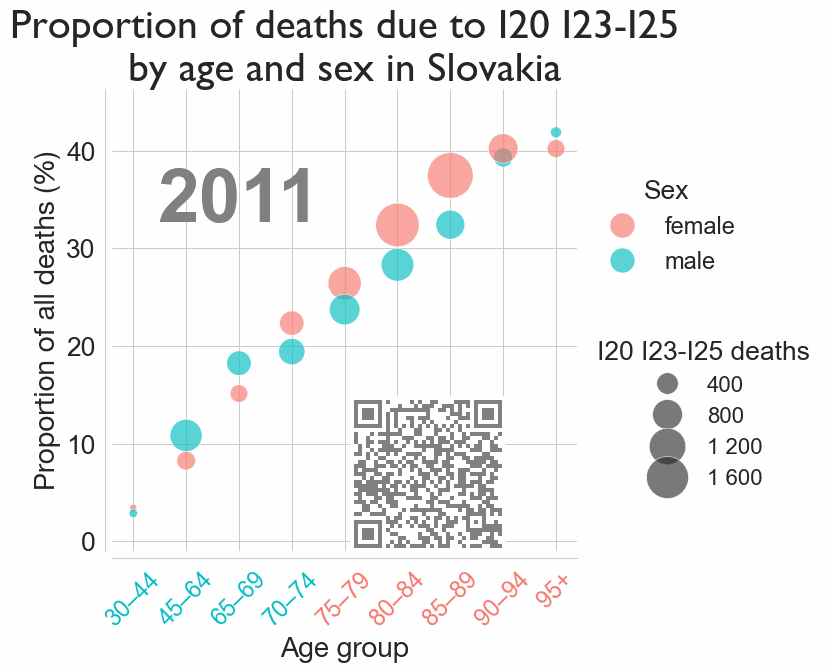 Proportion of deaths due to I20 I23-I25
by age and sex in Slovakia
Proportion of all deaths (%)
40
30
20
10
0
2011
Sex
female
male
I20 I23-I25 deaths
400
800
1 200
1 600
30–44
45–64
65–69
70–74
75–79
80–84
85–89
90–94
95+
Age group